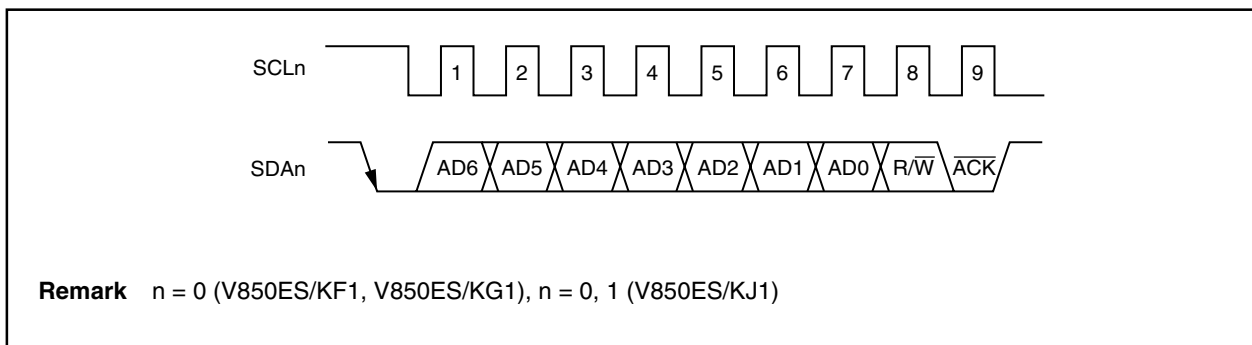 SCLn 1 2 3 4 5 6 7 8 9
SDAn AD6 AD5 AD4 AD3 AD2 AD1 AD0 R/W̅ A̅C̅K̅
Remark n = 0 (V850ES/KF1, V850ES/KG1), n = 0, 1 (V850ES/KJ1)